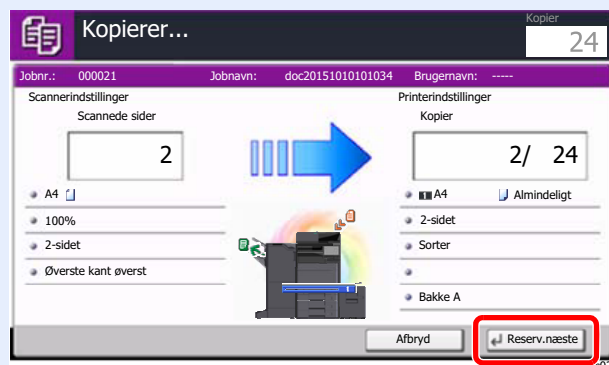 Kopierer...
Kopier
24
Jobnr.: 000021 Jobnavn: doc20151010101034 Brugernavn: -----
Scannerindstillinger Printerindstillinger
Scannede sider Kopier
2 2/ 24
A4 A4 Almindeligt
100% 2-sidet
2-sidet Sorter
Øverste kant øverst
Bakke A
Afbryd Reserv.næste